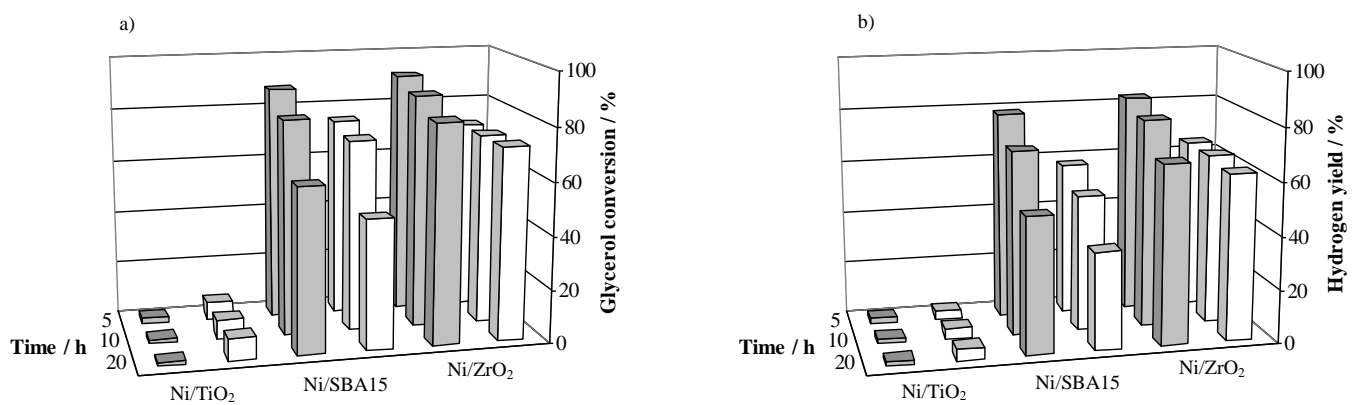 a)
100
80
60
40
20
0
Glycerol conversion / %
5
10
20
Time / h
Ni/TiO₂
Ni/SBA15
Ni/ZrO₂
b)
100
80
60
40
20
0
Hydrogen yield / %
5
10
20
Time / h
Ni/TiO₂
Ni/SBA15
Ni/ZrO₂